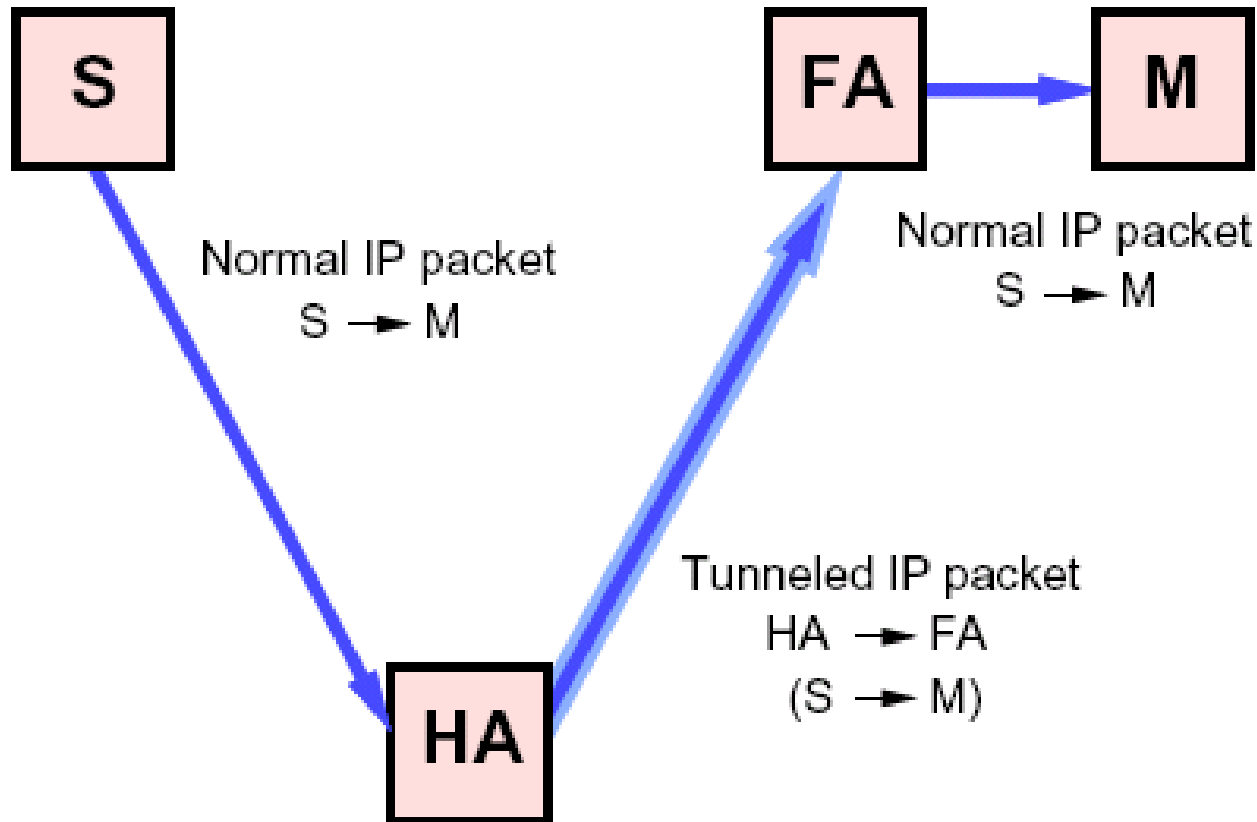 S
FA
M
Normal IP packet
S → M
Normal IP packet
S → M
Tunneled IP packet
HA → FA
(S → M)
HA